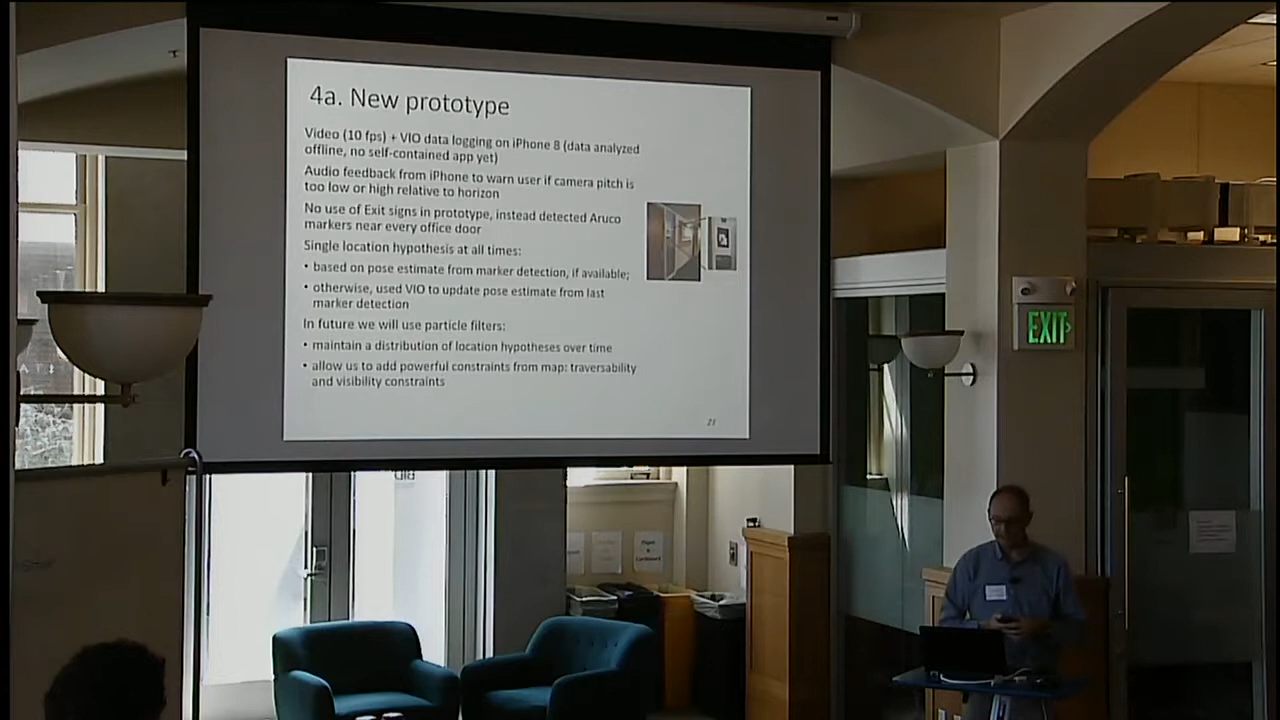 4a. New prototype
Video (10 fps) + VIO data logging on iPhone 8 (data analyzed
offline, no self-contained app yet)
Audio feedback from iPhone to warn user if camera pitch is
too low or high relative to horizon
No use of Exit signs in prototype, instead detected Aruco
markers near every office door
Single location hypothesis at all times:
• based on pose estimate from marker detection, if available;
• otherwise, used VIO to update pose estimate from last
marker detection
In future we will use particle filters:
• maintain a distribution of location hypotheses over time
• allow us to add powerful constraints from map: traversability
and visibility constraints
21
EXIT